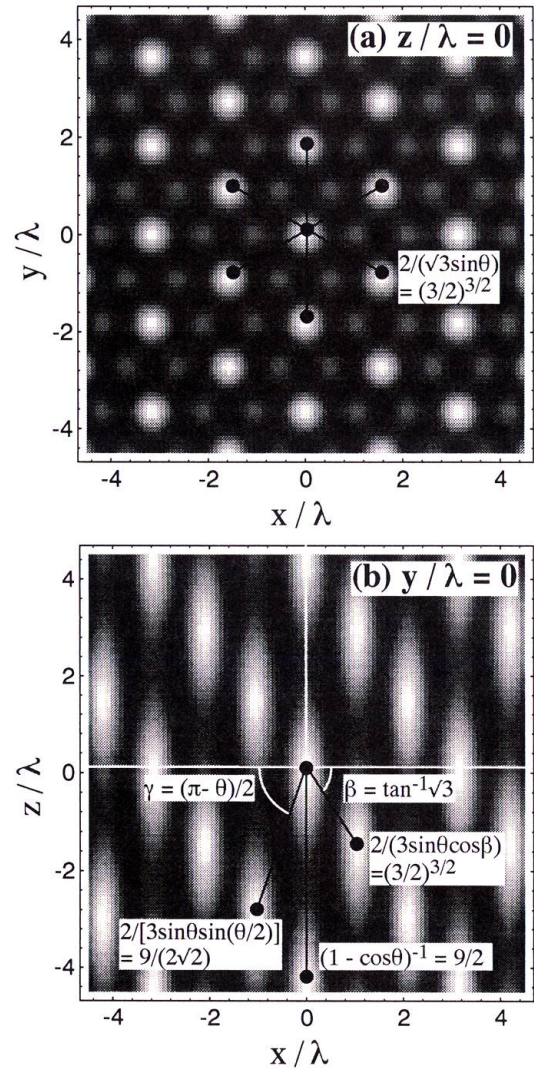 (a) z / λ = 0
4
2
0
-2
-4
y / λ
2/(√3sinθ)
= (3/2)^3/2
-4
-2
0
2
4
x / λ
(b) y / λ = 0
4
2
0
-2
-4
z / λ
γ = (π- θ)/2
β = tan⁻¹√3
2/(3sinθcosβ)
=(3/2)^3/2
2/[3sinθsin(θ/2)]
= 9/(2√2)
(1 - cosθ)⁻¹ = 9/2
-4
-2
0
2
4
x / λ